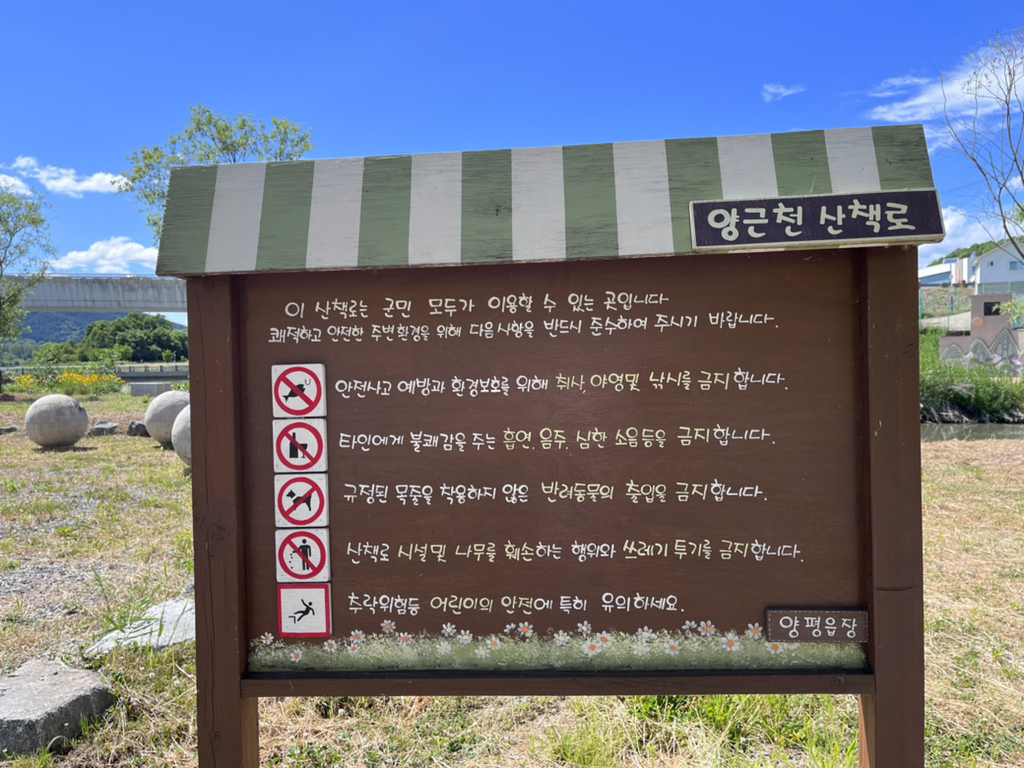 양근천 산책로
이 산책로는 군민 모두가 이용할 수 있는 곳입니다
쾌적하고 안전한 주변환경을 위해 다음사항을 반드시 준수하여 주시기 바랍니다.
안전사고 예방과 환경보호를 위해 취사, 야영및 낚시를 금지합니다.
타인에게 불쾌감을 주는 흡연, 음주, 심한 소음등을 금지합니다.
규정된 목줄을 착용하지 않은 반려동물의 출입을 금지합니다.
산책로 시설및 나무를 훼손하는 행위와 쓰레기 투기를 금지합니다.
추락위험등 어린이의 안전에 특히 유의하세요.
양평읍장